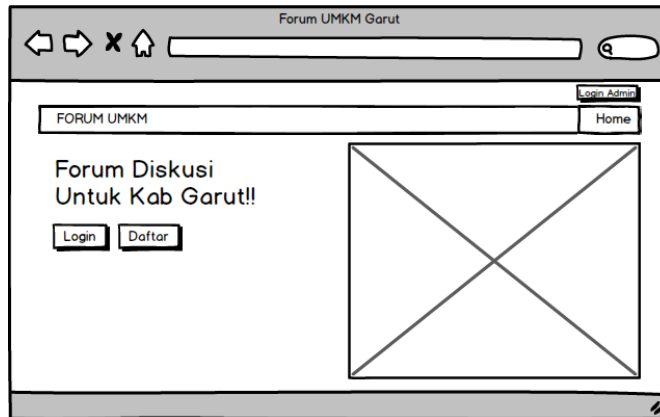 Forum UMKM Garut
Login Admin
FORUM UMKM
Home
Forum Diskusi
Untuk Kab Garut!!
Login
Daftar